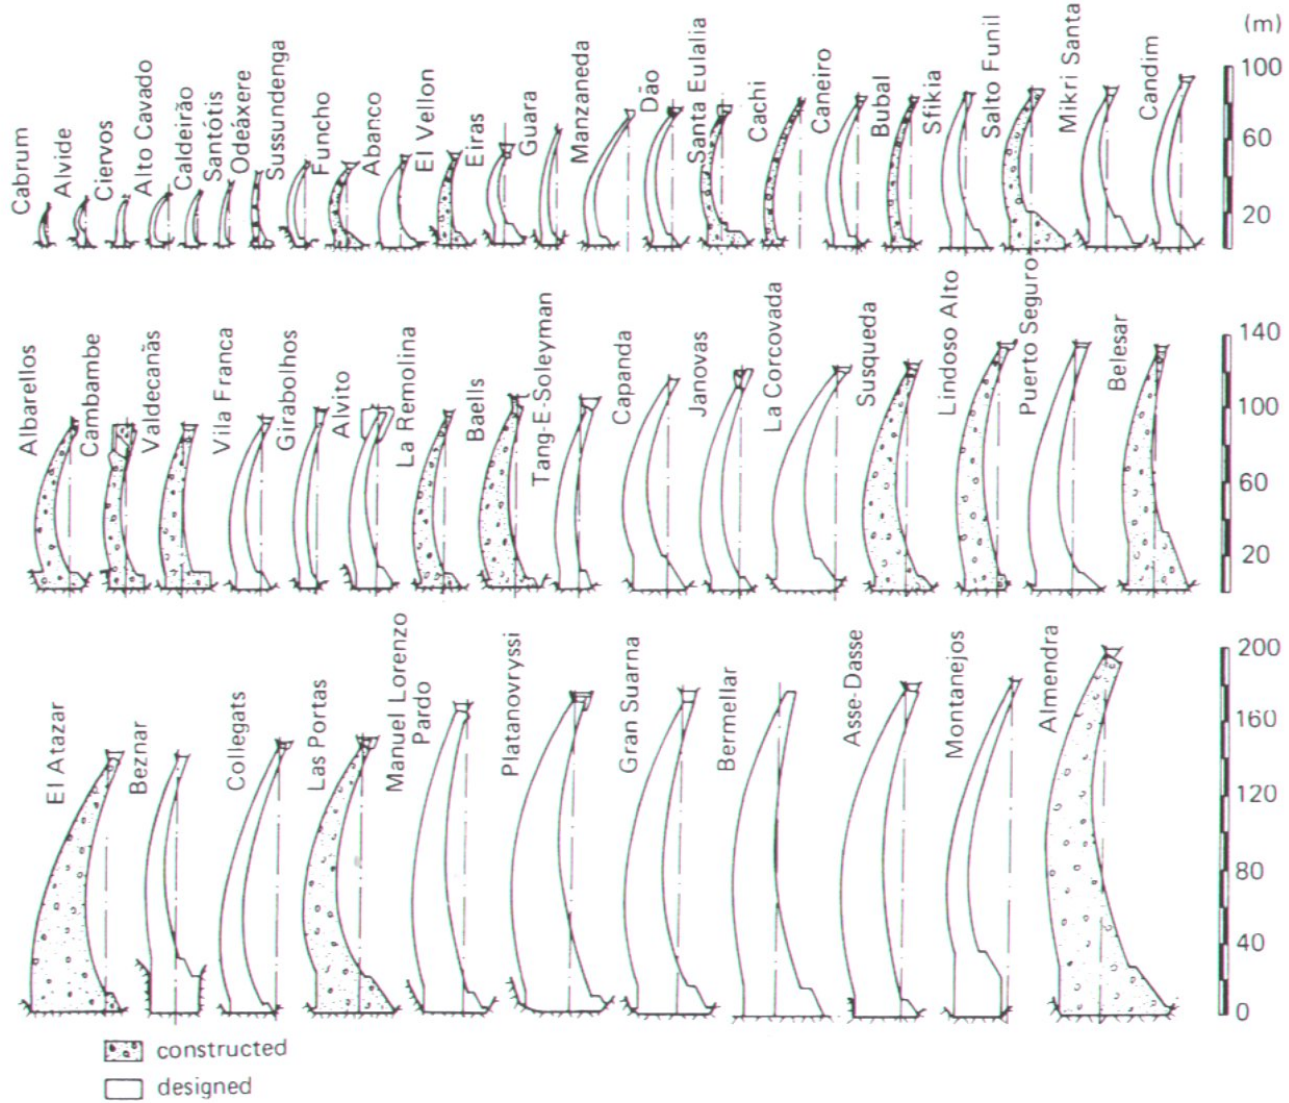 (m)
Cabrum
Alvide
Ciervos
Alto Cavado
Caldeirão
Santótis
Odeáxere
Sussundenga
Funcho
Abanco
El Vellon
Eiras
Guara
Manzaneda
Dão
Santa Eulalia
Cachi
Caneiro
Bubal
Sfikia
Salto Funil
Mikri Santa
Candim
100
60
20
Albarellos
Cambambe
Valdecanãs
Vila Franca
Girabolhos
Alvito
La Remolina
Baells
Tang-E-Soleyman
Capanda
Janovas
La Corcovada
Susqueda
Lindoso Alto
Puerto Seguro
Belesar
140
100
60
20
El Atazar
Beznar
Collegats
Las Portas
Manuel Lorenzo
Pardo
Platanovryssi
Gran Suarna
Bermellar
Asse-Dasse
Montanejos
Almendra
200
160
120
80
40
0
constructed
designed